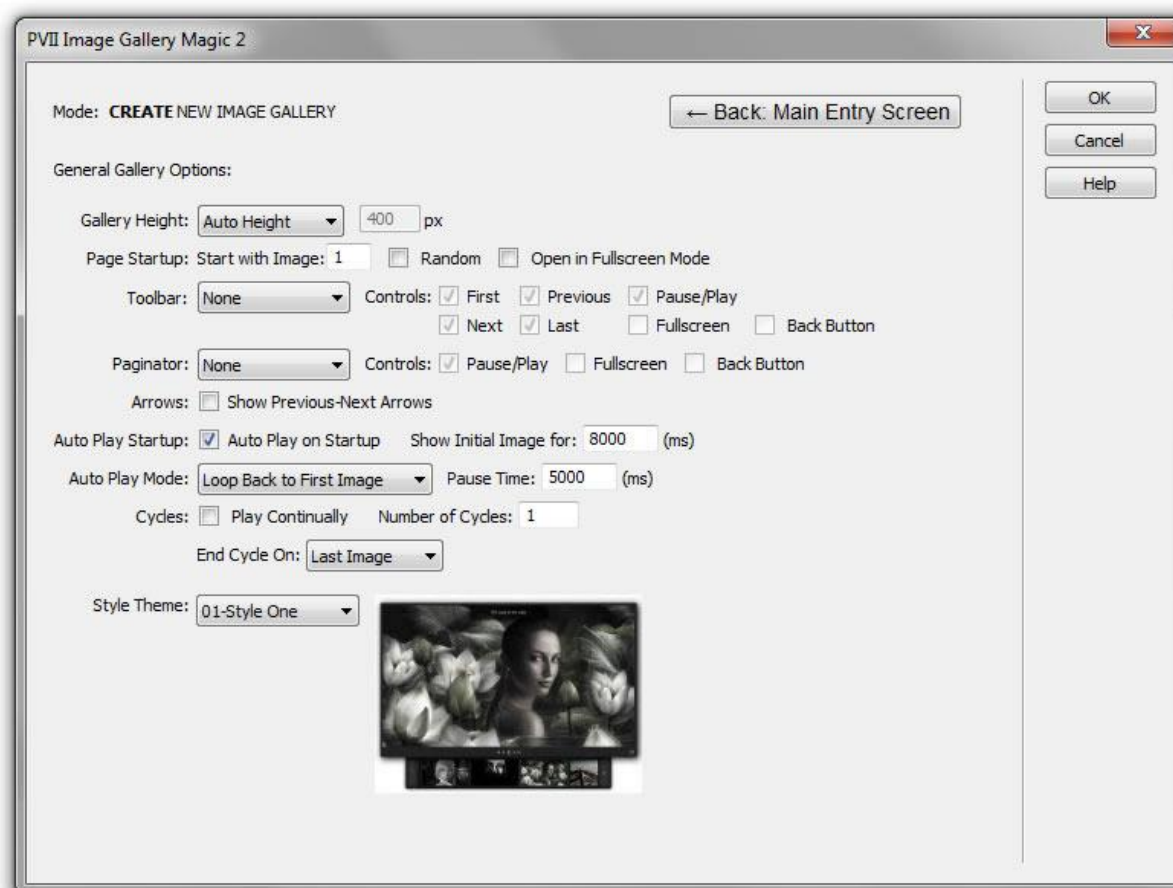 PVII Image Gallery Magic 2
Mode: CREATE NEW IMAGE GALLERY
← Back: Main Entry Screen
OK
Cancel
Help
General Gallery Options:
Gallery Height: Auto Height 400 px
Page Startup: Start with Image: 1 Random Open in Fullscreen Mode
Toolbar: None Controls: First Previous Pause/Play
Next Last Fullscreen Back Button
Paginator: None Controls: Pause/Play Fullscreen Back Button
Arrows: Show Previous-Next Arrows
Auto Play Startup: Auto Play on Startup Show Initial Image for: 8000 (ms)
Auto Play Mode: Loop Back to First Image Pause Time: 5000 (ms)
Cycles: Play Continually Number of Cycles: 1
End Cycle On: Last Image
Style Theme: 01-Style One